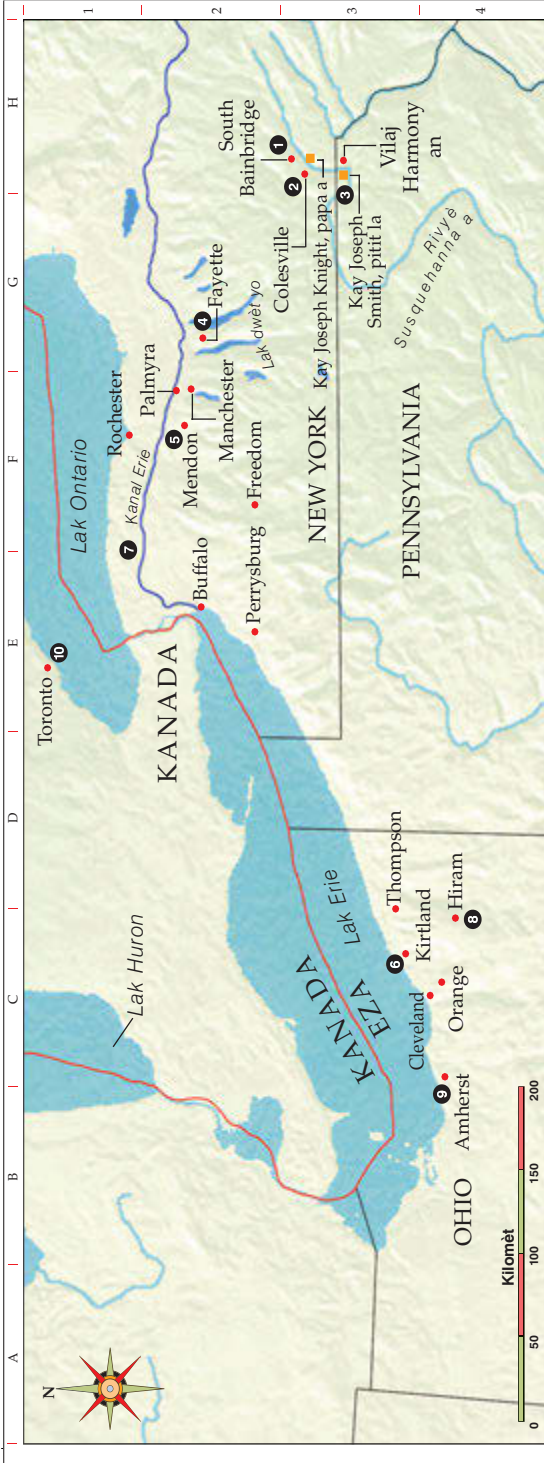 A
B
C
D
E
F
G
H
1
2
3
4
N
Lak Huron
Toronto
10
Lak Ontario
KANADA
7
Kanal Erie
Rochester
Palmyra
5
Mendon
Manchester
4
Fayette
Lak dwèt yo
Buffalo
Perrysburg
Freedom
South
Bainbridge
1
2
Colesville
Kay Joseph Knight, papa a
3
Kay Joseph
Smith, pitit la
Vilaj
Harmony
an
NEW YORK
PENNSYLVANIA
Rivyè
Susquehanna a
Lak Erie
KANADA
EZA
Thompson
6
Kirtland
Hiram
8
Cleveland
Orange
9
Amherst
OHIO
Kilomèt
0
50
100
150
200